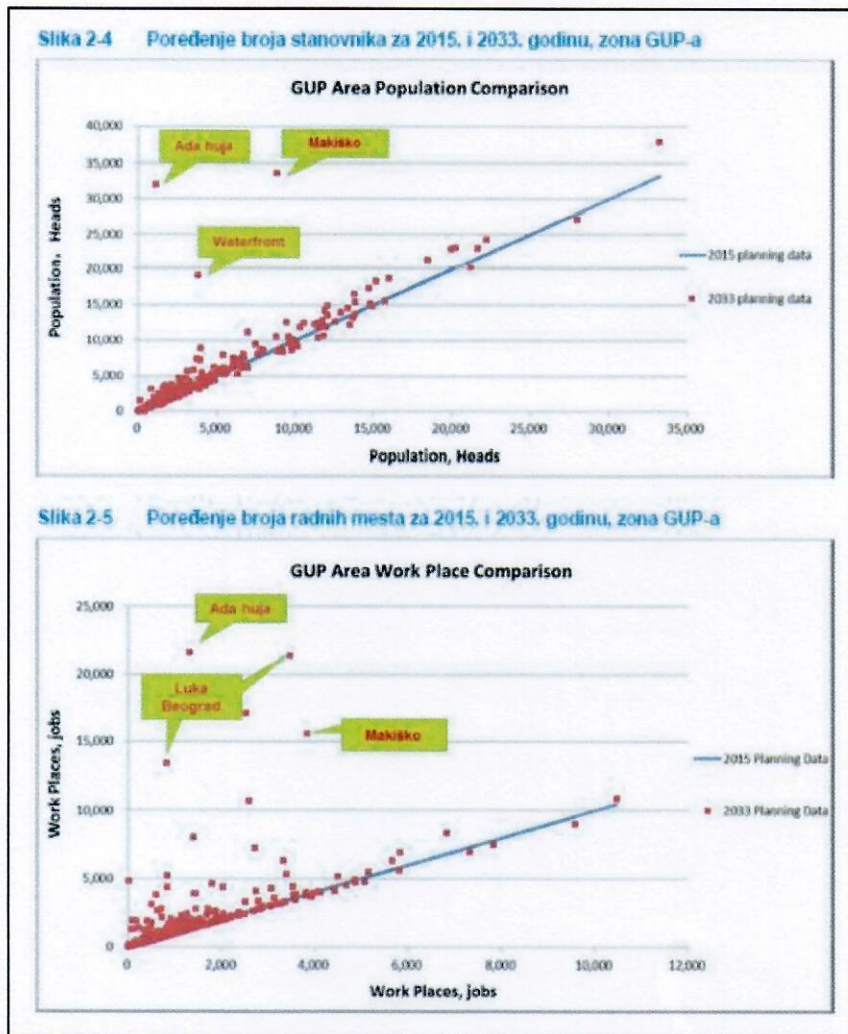 Slika 2-4 Poređenje broja stanovnika za 2015. i 2033. godinu, zona GUP-a
GUP Area Population Comparison
40,000
35,000
30,000
25,000
20,000
15,000
10,000
5,000
0
Population, Heads
Ada huja
Makiško
Waterfront
2015 planning data
2033 planning data
0
5,000
10,000
15,000
20,000
25,000
30,000
35,000
Population, Heads
Slika 2-5 Poređenje broja radnih mesta za 2015. i 2033. godinu, zona GUP-a
GUP Area Work Place Comparison
25,000
20,000
15,000
10,000
5,000
0
Work Places, jobs
Ada huja
Luka
Beograd
Makiško
2015 Planning Data
2033 Planning Data
0
2,000
4,000
6,000
8,000
10,000
12,000
Work Places, jobs